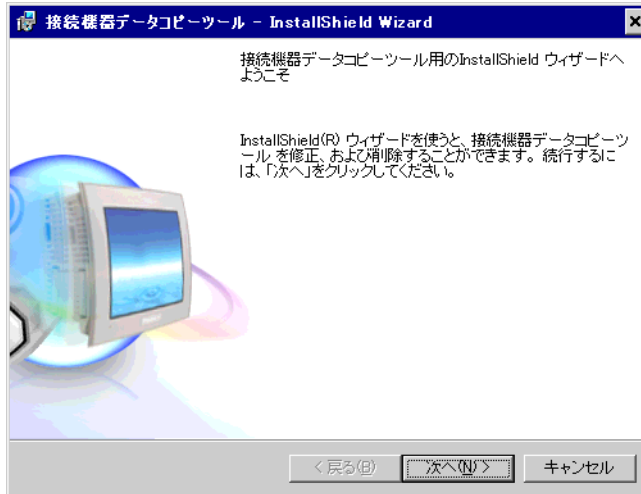 接続機器データコピーツール - InstallShield Wizard
接続機器データコピーツール用のInstallShield ウィザードへ
ようこそ
InstallShield(R) ウィザードを使うと、接続機器データコピーツ
ール を修正、および削除することができます。続行するに
は、「次へ」をクリックしてください。
< 戻る(B)
次へ(N) >
キャンセル